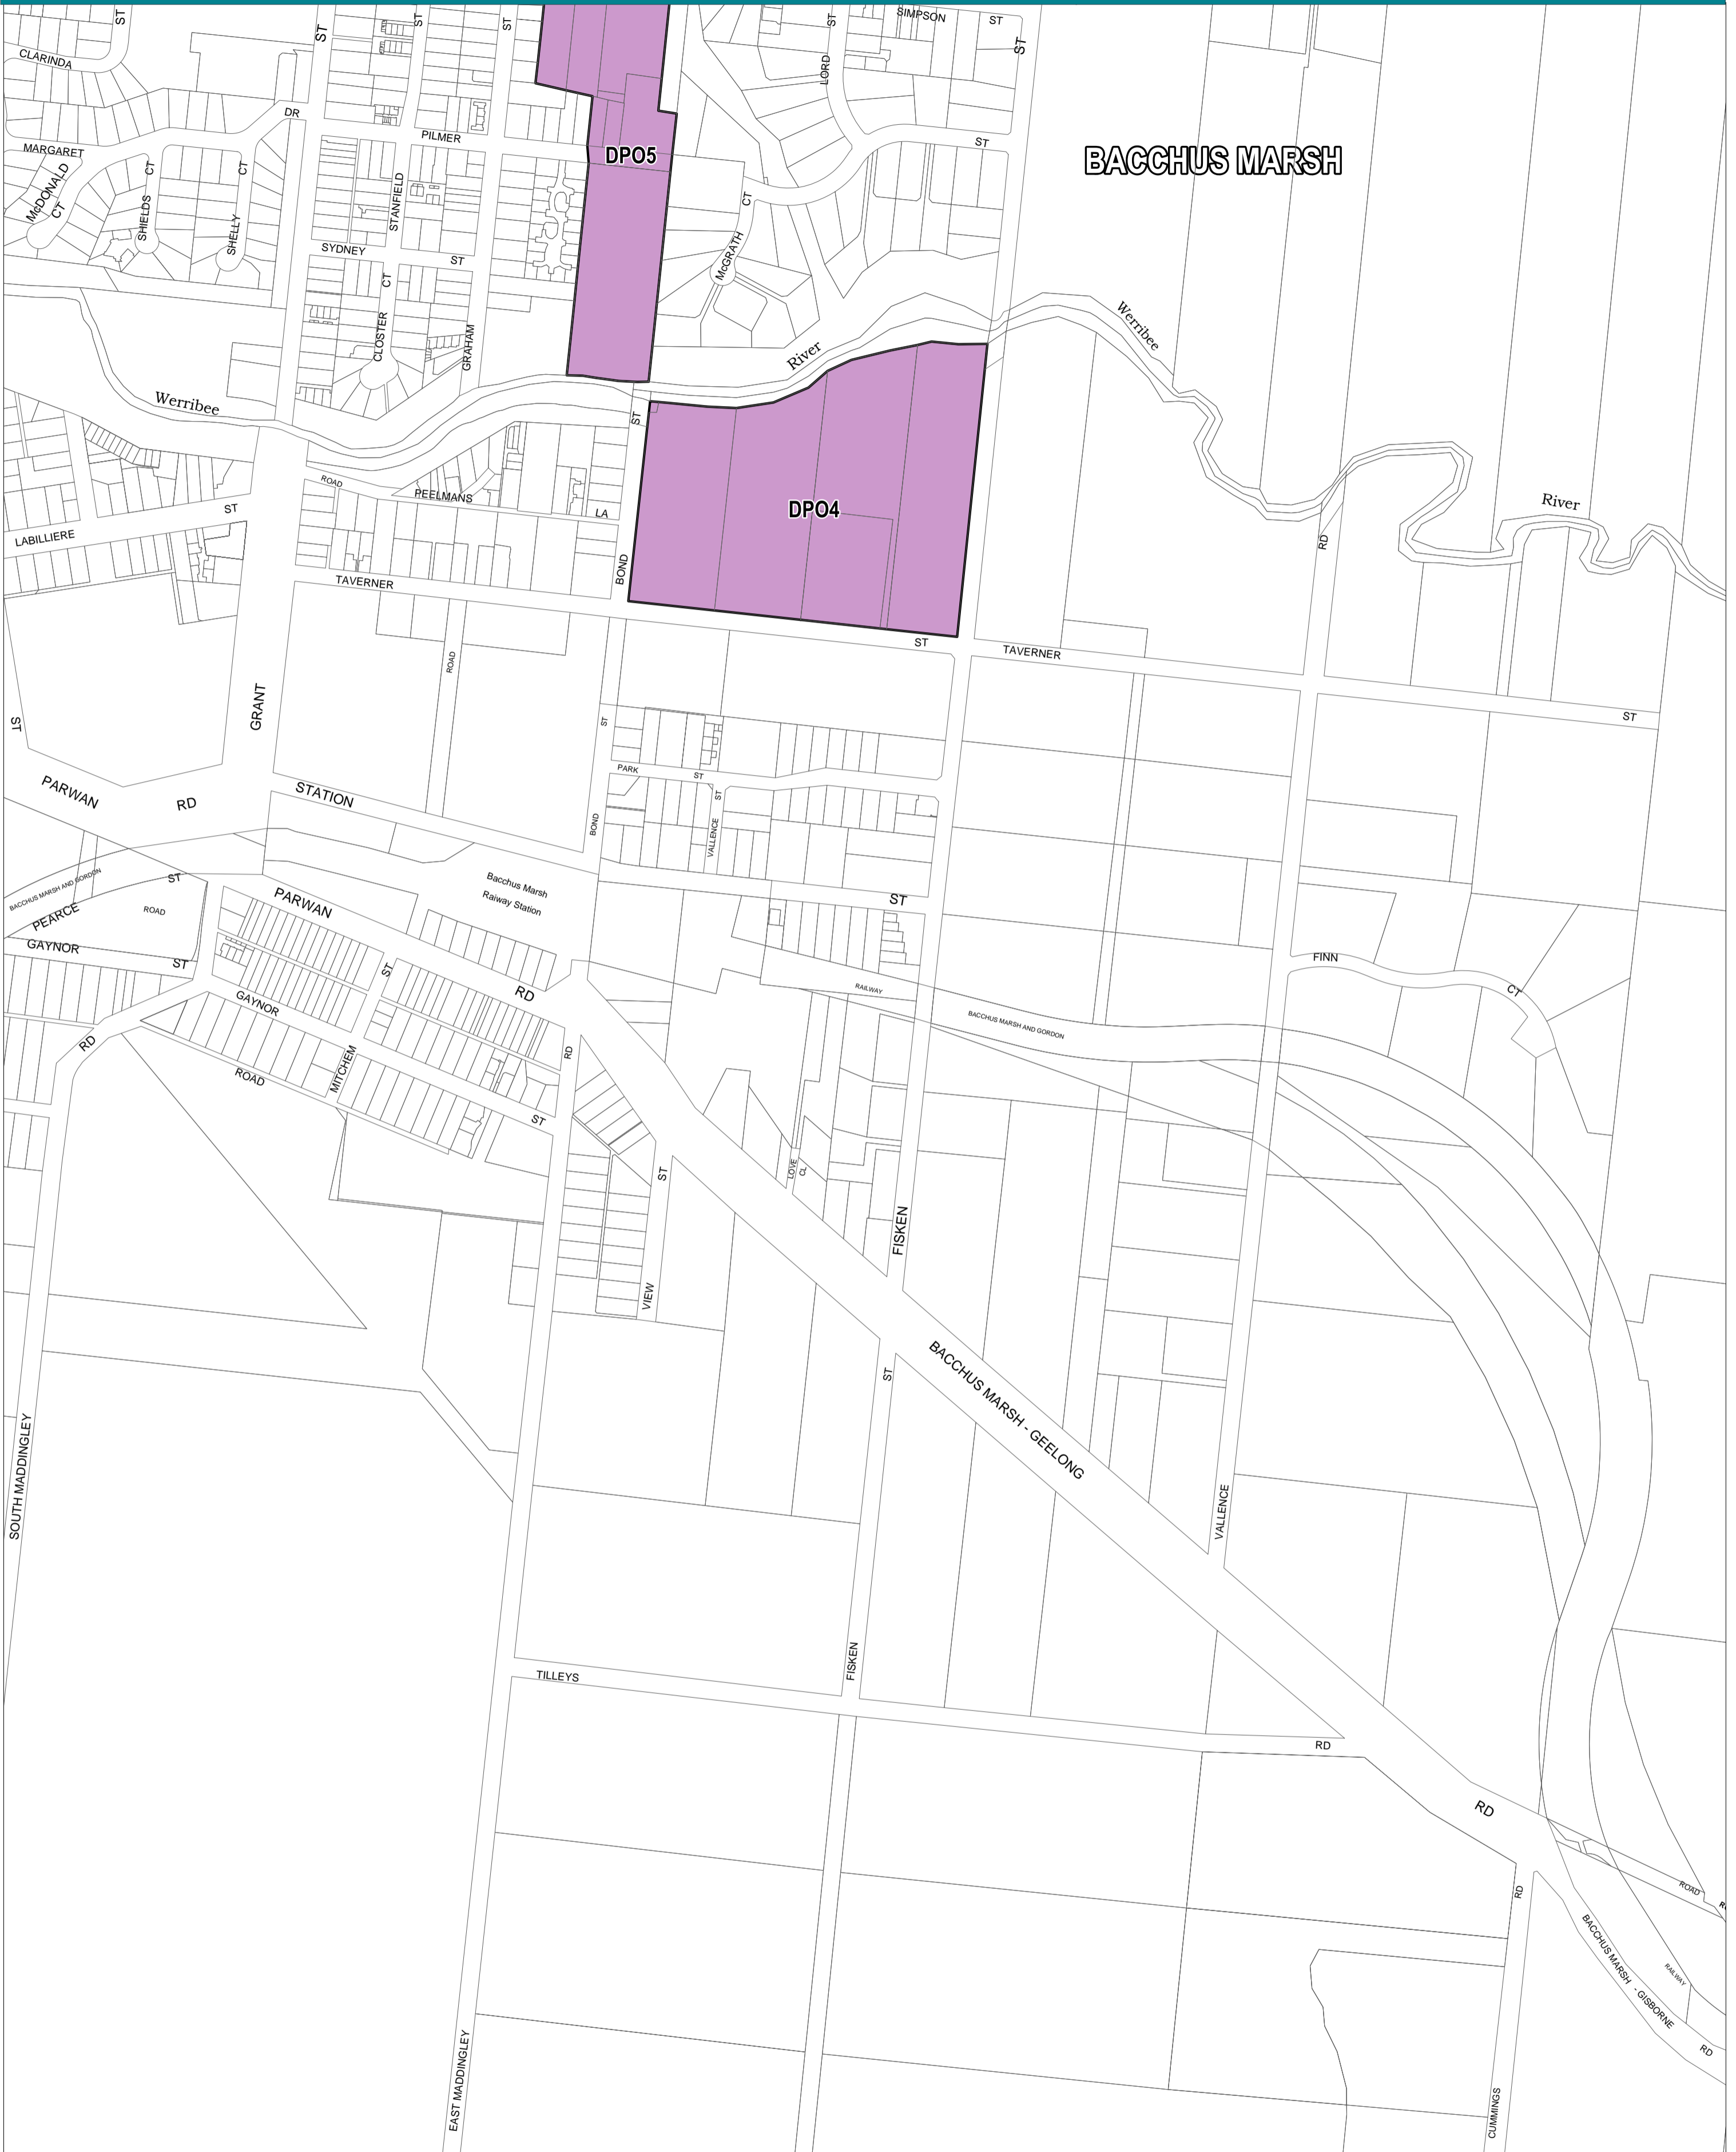 ST
ST
ST
ST
ST
SIMPSON
ST
ST
CLARINDA
LORD
DR
PILMER
DPO5
ST
BACCHUS MARSH
MARGARET
McDONALD
CT
CT
CT
CT
STANFIELD
SHIELDS
SHELLY
SYDNEY
ST
McGRATH
CT
CLOSTER
GRAHAM
River
Werribee
Werribee
ST
ROAD
PEELMANS
LA
DPO4
River
ST
LABILLIERE
RD
BOND
TAVERNER
ST
TAVERNER
ROAD
GRANT
ST
ST
ST
PARK
ST
PARWAN
RD
STATION
ST
BOND
VALLENCE
BACCHUS MARSH AND GORDON
ST
Bacchus Marsh
Raiway Station
PEARCE
ROAD
PARWAN
ST
GAYNOR
ST
ST
FINN
RD
RAILWAY
CT
GAYNOR
BACCHUS MARSH AND GORDON
RD
RD
ROAD
MITCHEM
ST
LOVE
CL
ST
FISKEN
VIEW
ST
BACCHUS MARSH - GEELONG
SOUTH MADDINGLEY
VALLENCE
FISKEN
TILLEYS
RD
RD
RD
ROAD
BACCHUS MARSH - GISBORNE
RAILWAY
RD
EAST MADDINGLEY
CUMMINGS